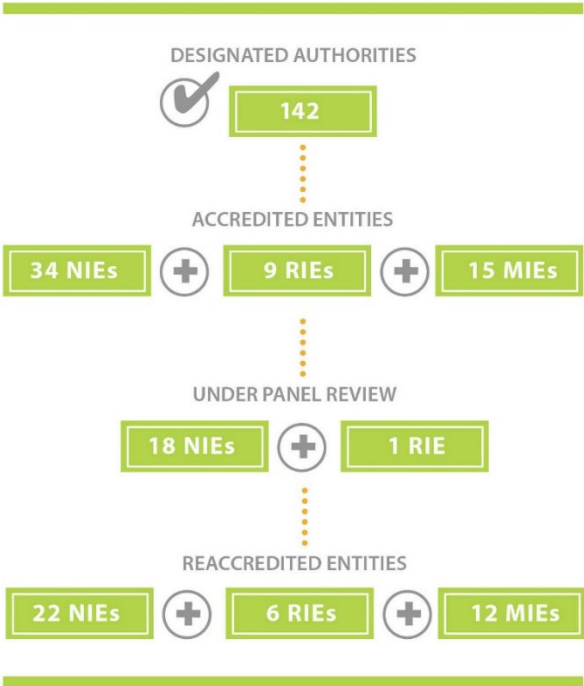 DESIGNATED AUTHORITIES
142
ACCREDITED ENTITIES
34 NIEs + 9 RIEs + 15 MIEs
UNDER PANEL REVIEW
18 NIEs + 1 RIE
REACCREDITED ENTITIES
22 NIEs + 6 RIEs + 12 MIEs